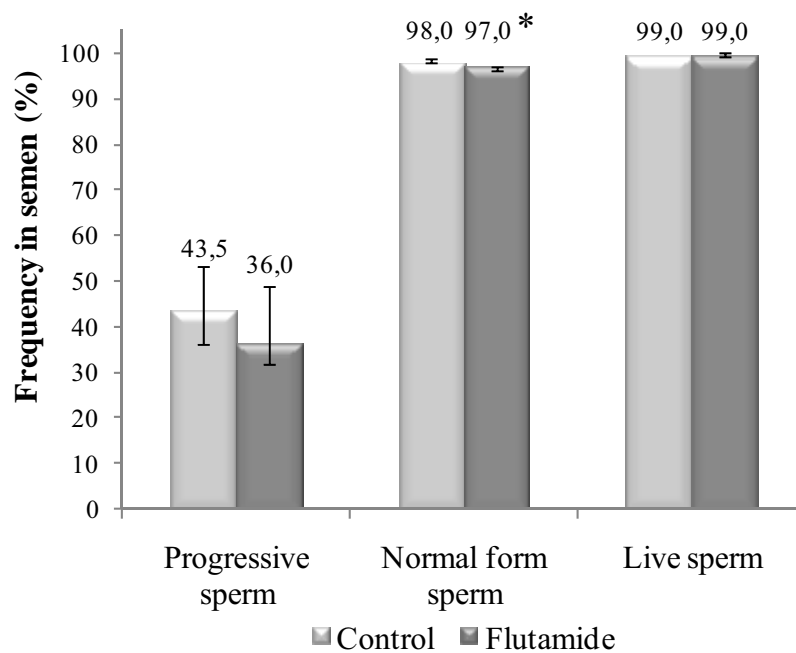 Frequency in semen (%)
100
90
80
70
60
50
40
30
20
10
0
43,5
36,0
98,0
97,0 *
99,0
99,0
Progressive
sperm
Normal form
sperm
Live sperm
Control
Flutamide